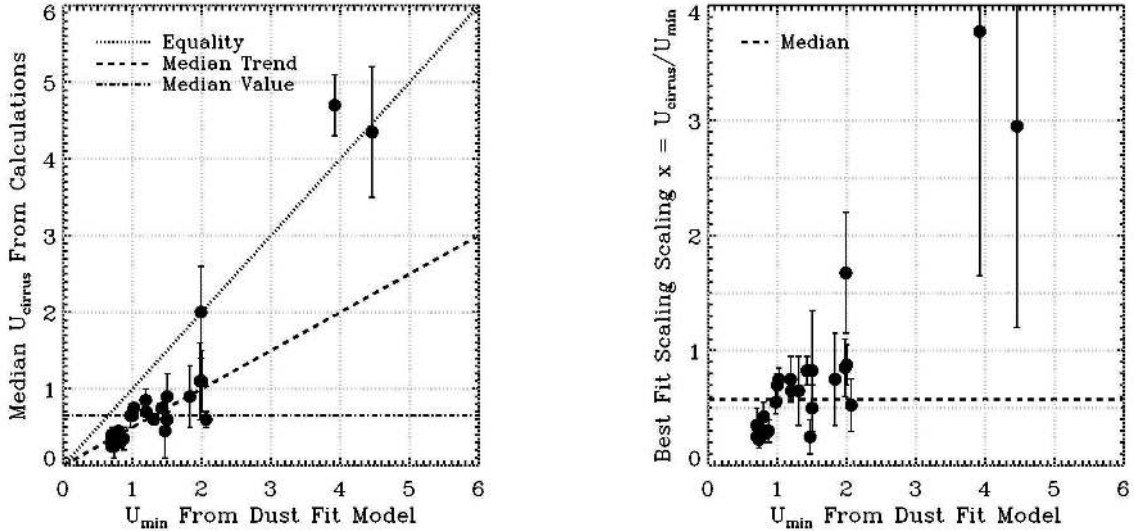 6
5
4
3
2
1
0
Median U_cirrus From Calculations
Equality
Median Trend
Median Value
0 1 2 3 4 5 6
U_min From Dust Fit Model
4
3
2
1
0
Best Fit Scaling Scaling x = U_cirrus/U_min
Median
0 1 2 3 4 5 6
U_min From Dust Fit Model